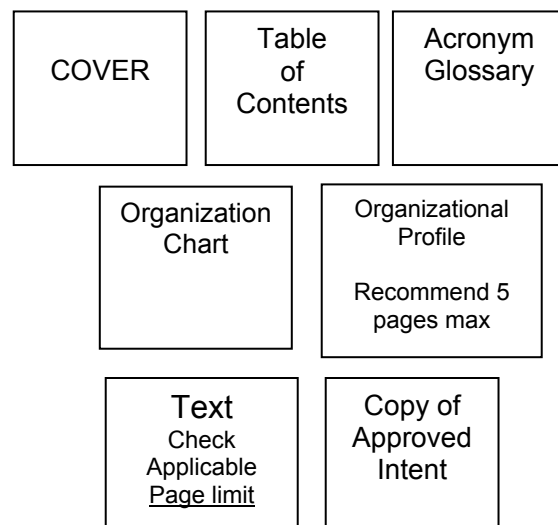 COVER
Table
of
Contents
Acronym
Glossary
Organization
Chart
Organizational
Profile
Recommend 5
pages max
Text
Check
Applicable
Page limit
Copy of
Approved
Intent